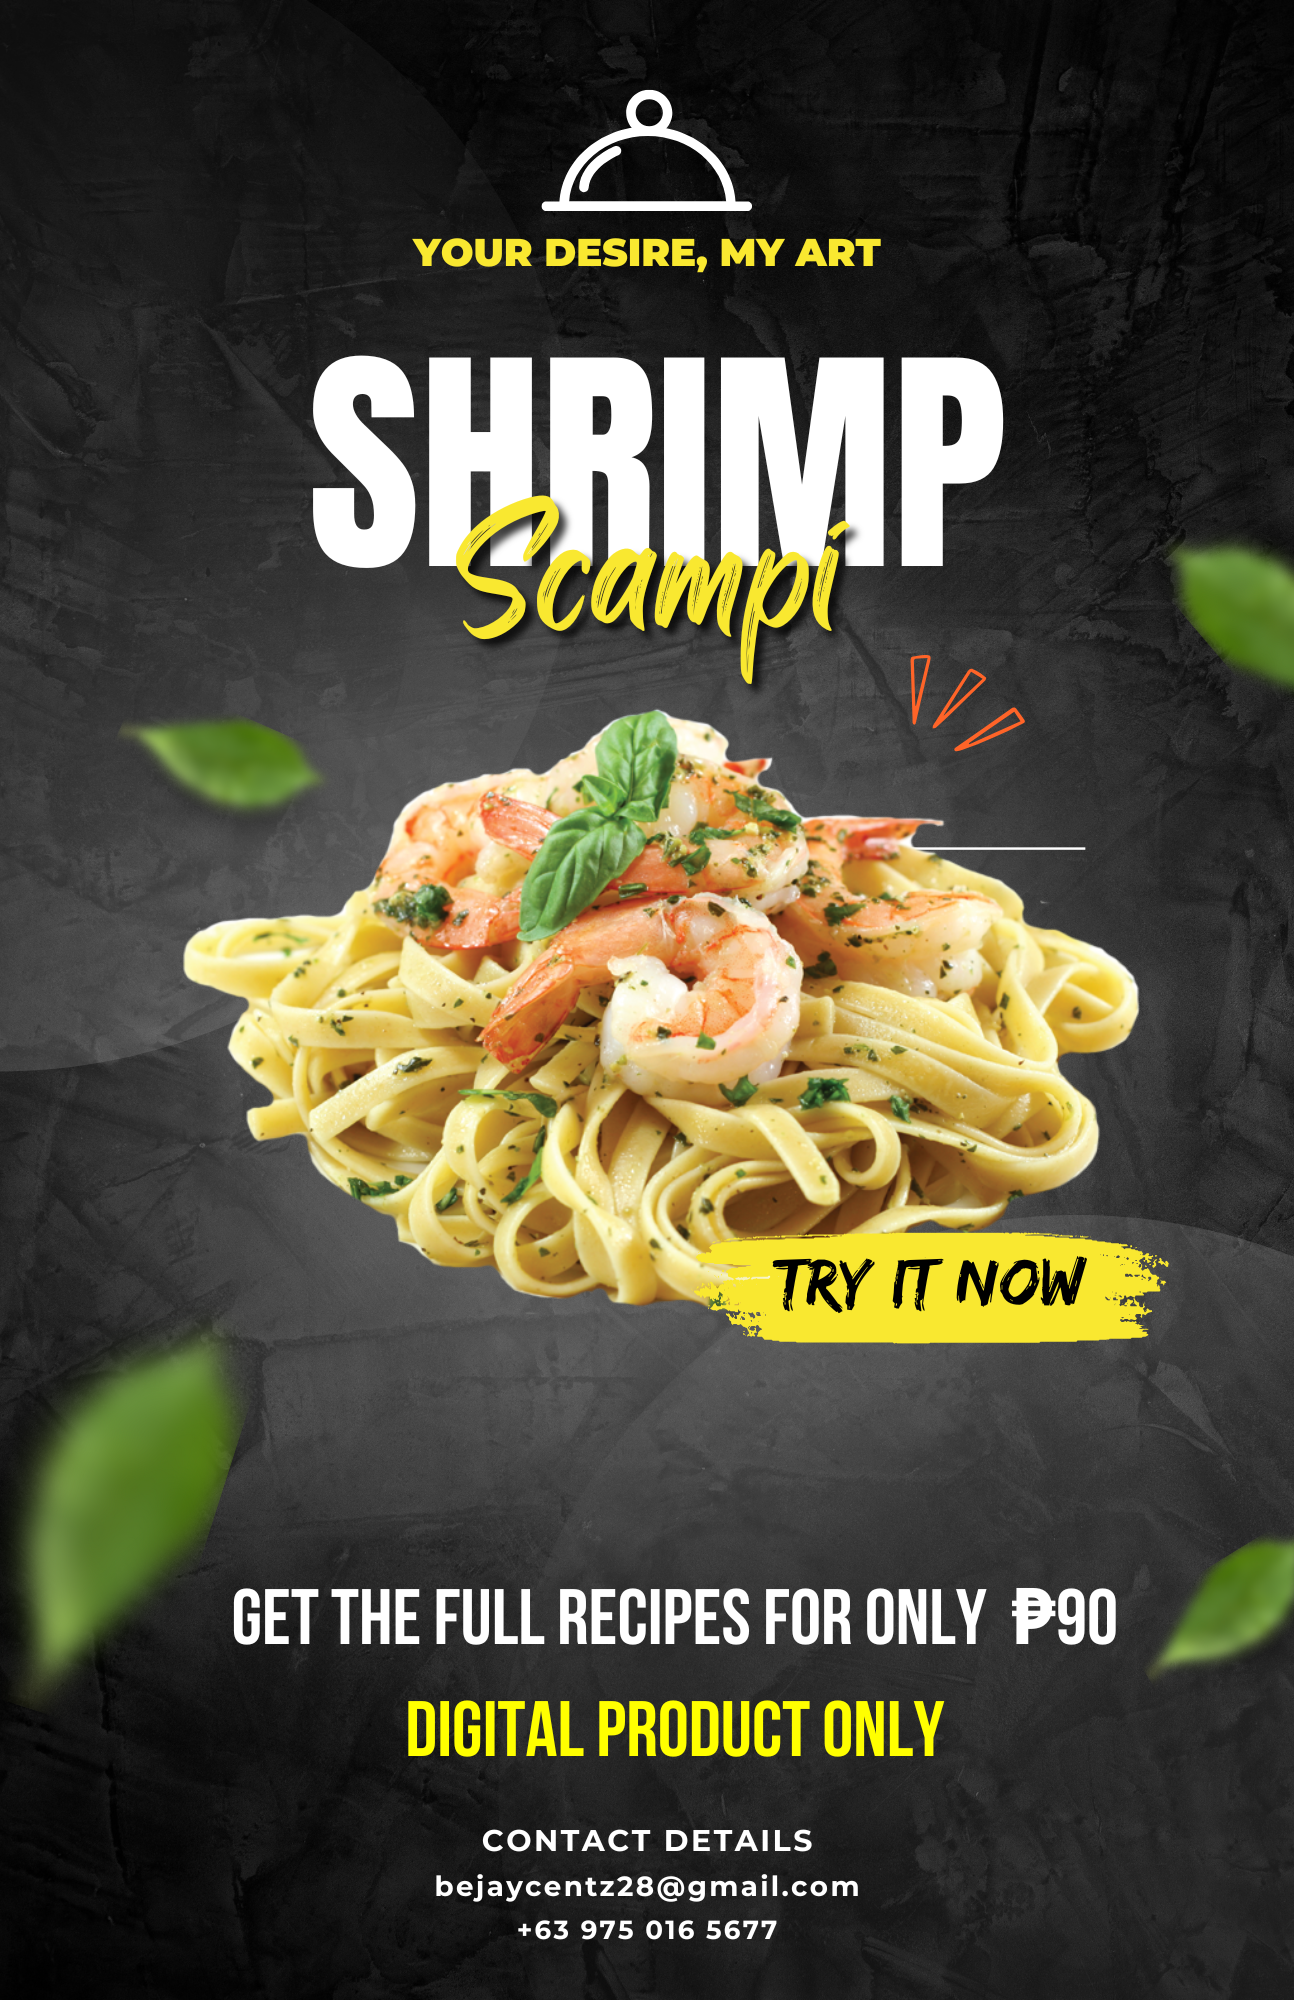 YOUR DESIRE, MY ART
SHRIMP
Scampi
TRY IT NOW
GET THE FULL RECIPES FOR ONLY ₱90
DIGITAL PRODUCT ONLY
CONTACT DETAILS
bejaycentz28@gmail.com
+63 975 016 5677